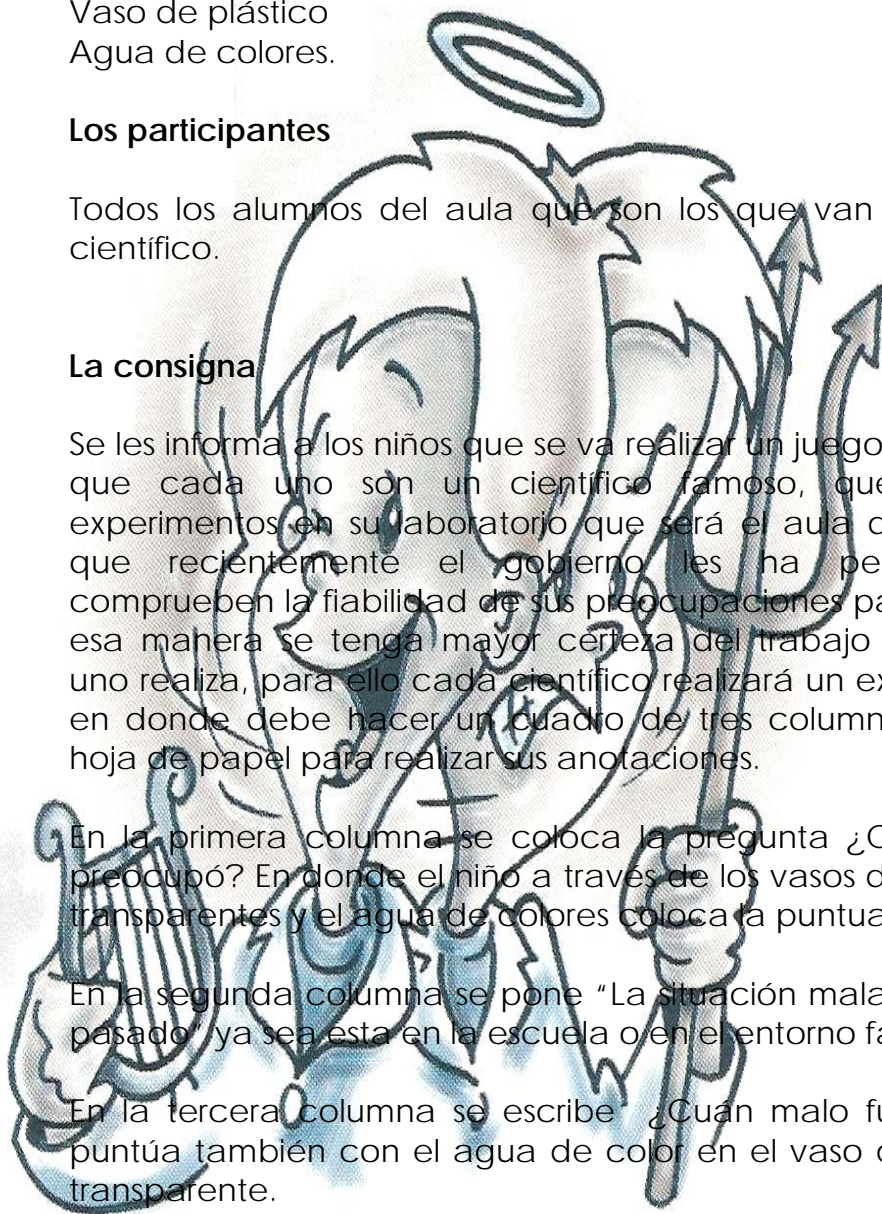 Vaso de plástico
Agua de colores.
Los participantes
Todos los alumnos del aula que son los que van
científico.
La consigna
Se les informa a los niños que se va realizar un juego
que cada uno son un científico famoso, que
experimentos en su laboratorio que será el aula
que recientemente el gobierno les ha
comprueben la fiabilidad de sus preocupaciones
esa manera se tenga mayor certeza del trabajo
uno realiza, para ello cada científico realizará un
en donde debe hacer un cuadro de tres
hoja de papel para realizar sus anotaciones.
En la primera columna se coloca la pregunta
preocupó? En donde el niño a través de los vasos
transparentes y el agua de colores coloca la
En la segunda columna se pone “La situación mala
pasado” ya sea esta en la escuela o en el entorno
En la tercera columna se escribe ¿Cuán malo
puntúa también con el agua de color en el vaso
transparente.